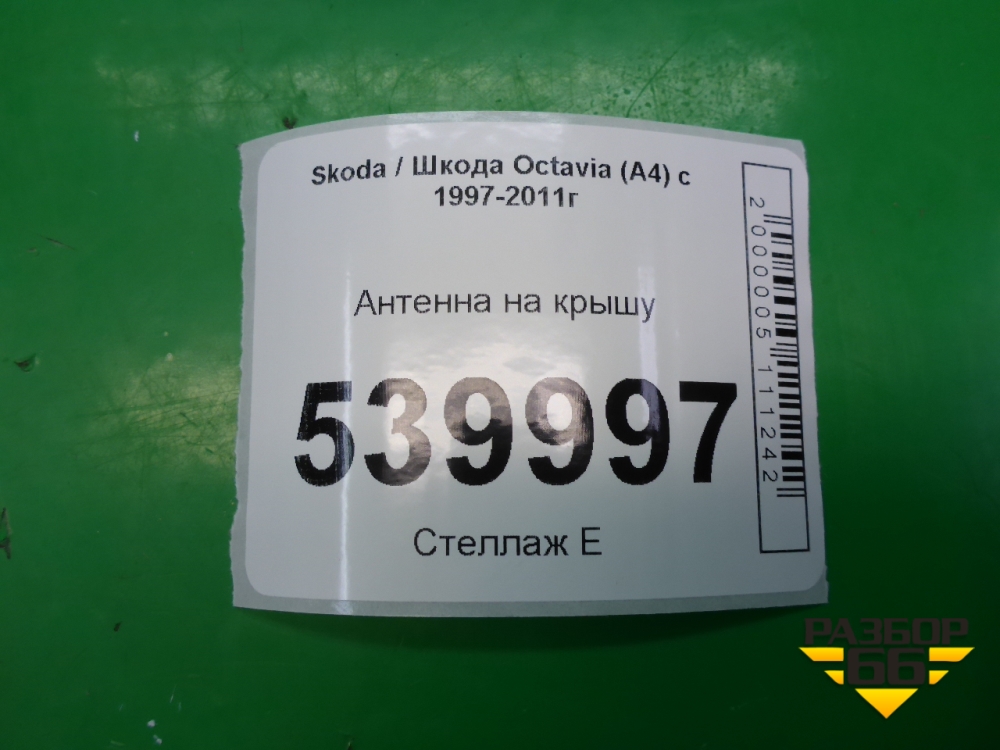 Skoda / Шкода Octavia (A4) с
1997-2011г
Антенна на крышу
539997
Стеллаж Е
2000005111242
РАЗБОР
66